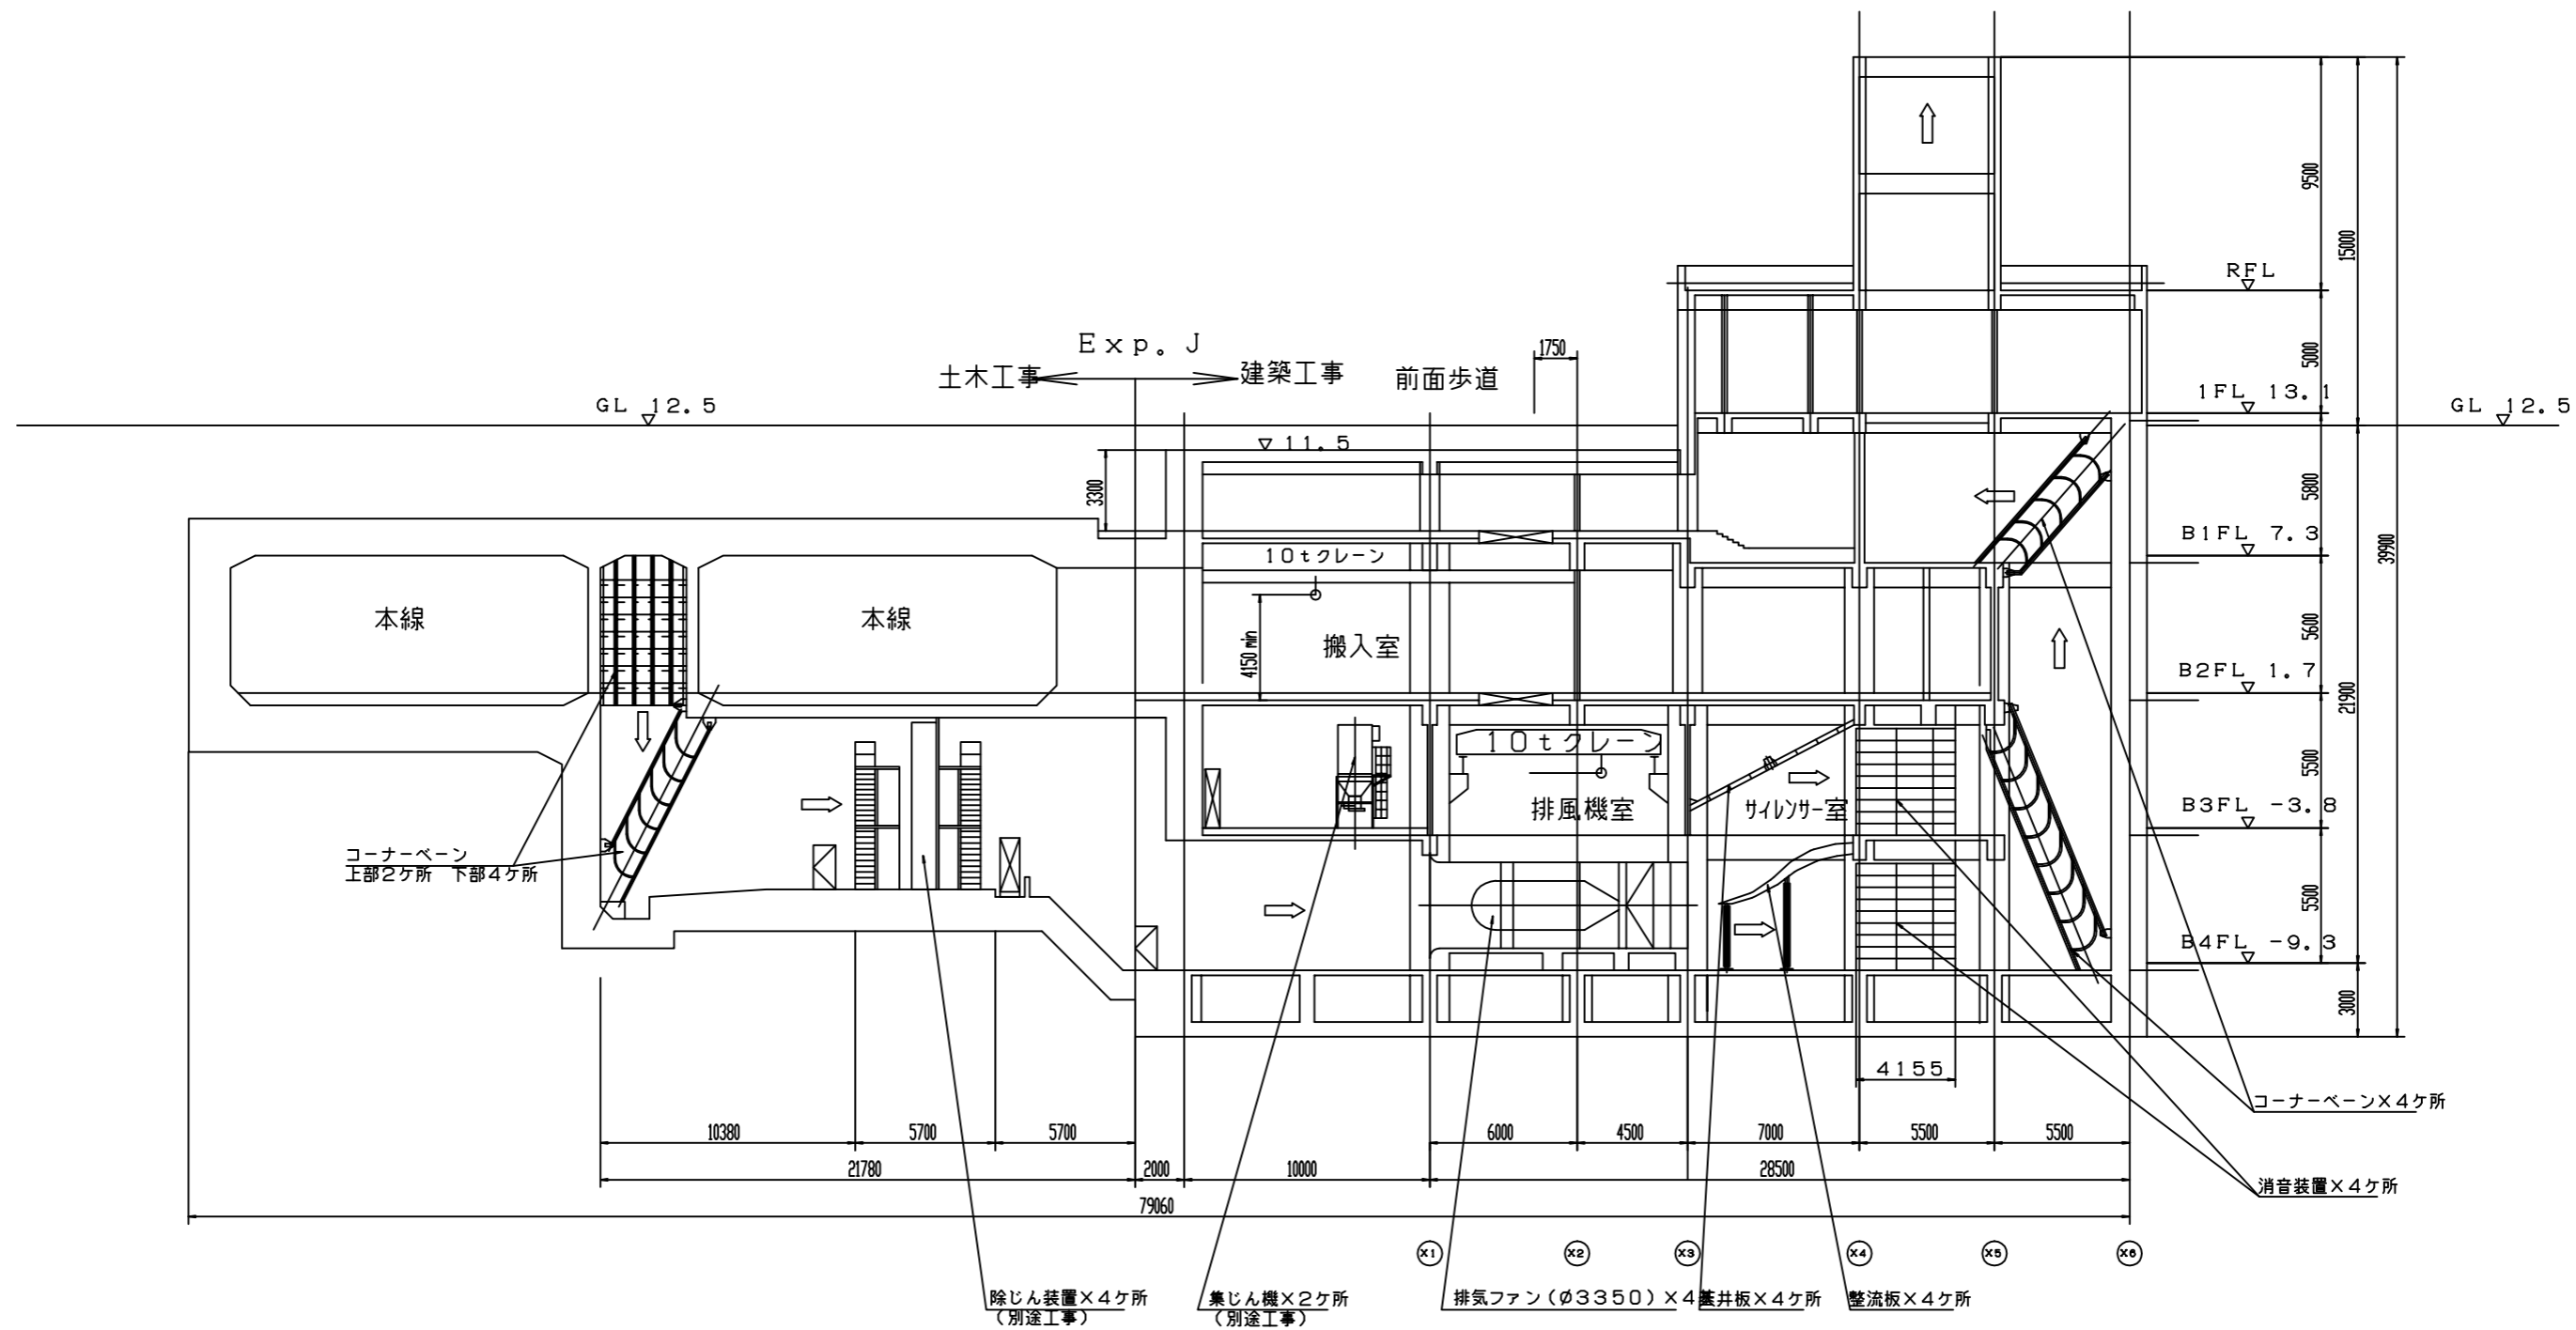 9500
15000
RFL
Exp. J
1750
5000
土木工事
建築工事
前面歩道
1FL 13.1
GL 12.5
GL 12.5
11.5
3300
5800
B1FL 7.3
39900
10tクレーン
本線
本線
4150 min
搬入室
5600
B2FL 1.7
21900
10tクレーン
5500
排風機室
サイレンサー室
B3FL -3.8
コーナーベーン
上部2ケ所 下部4ケ所
5500
B4FL -9.3
3000
4155
コーナーベーン×4ケ所
10380
5700
5700
6000
4500
7000
5500
5500
21780
2000
10000
28500
消音装置×4ケ所
79060
X1
X2
X3
X4
X5
X6
除じん装置×4ケ所
(別途工事)
集じん機×2ケ所
(別途工事)
排気ファン(Φ3350)×4
井板×4ケ所
整流板×4ケ所